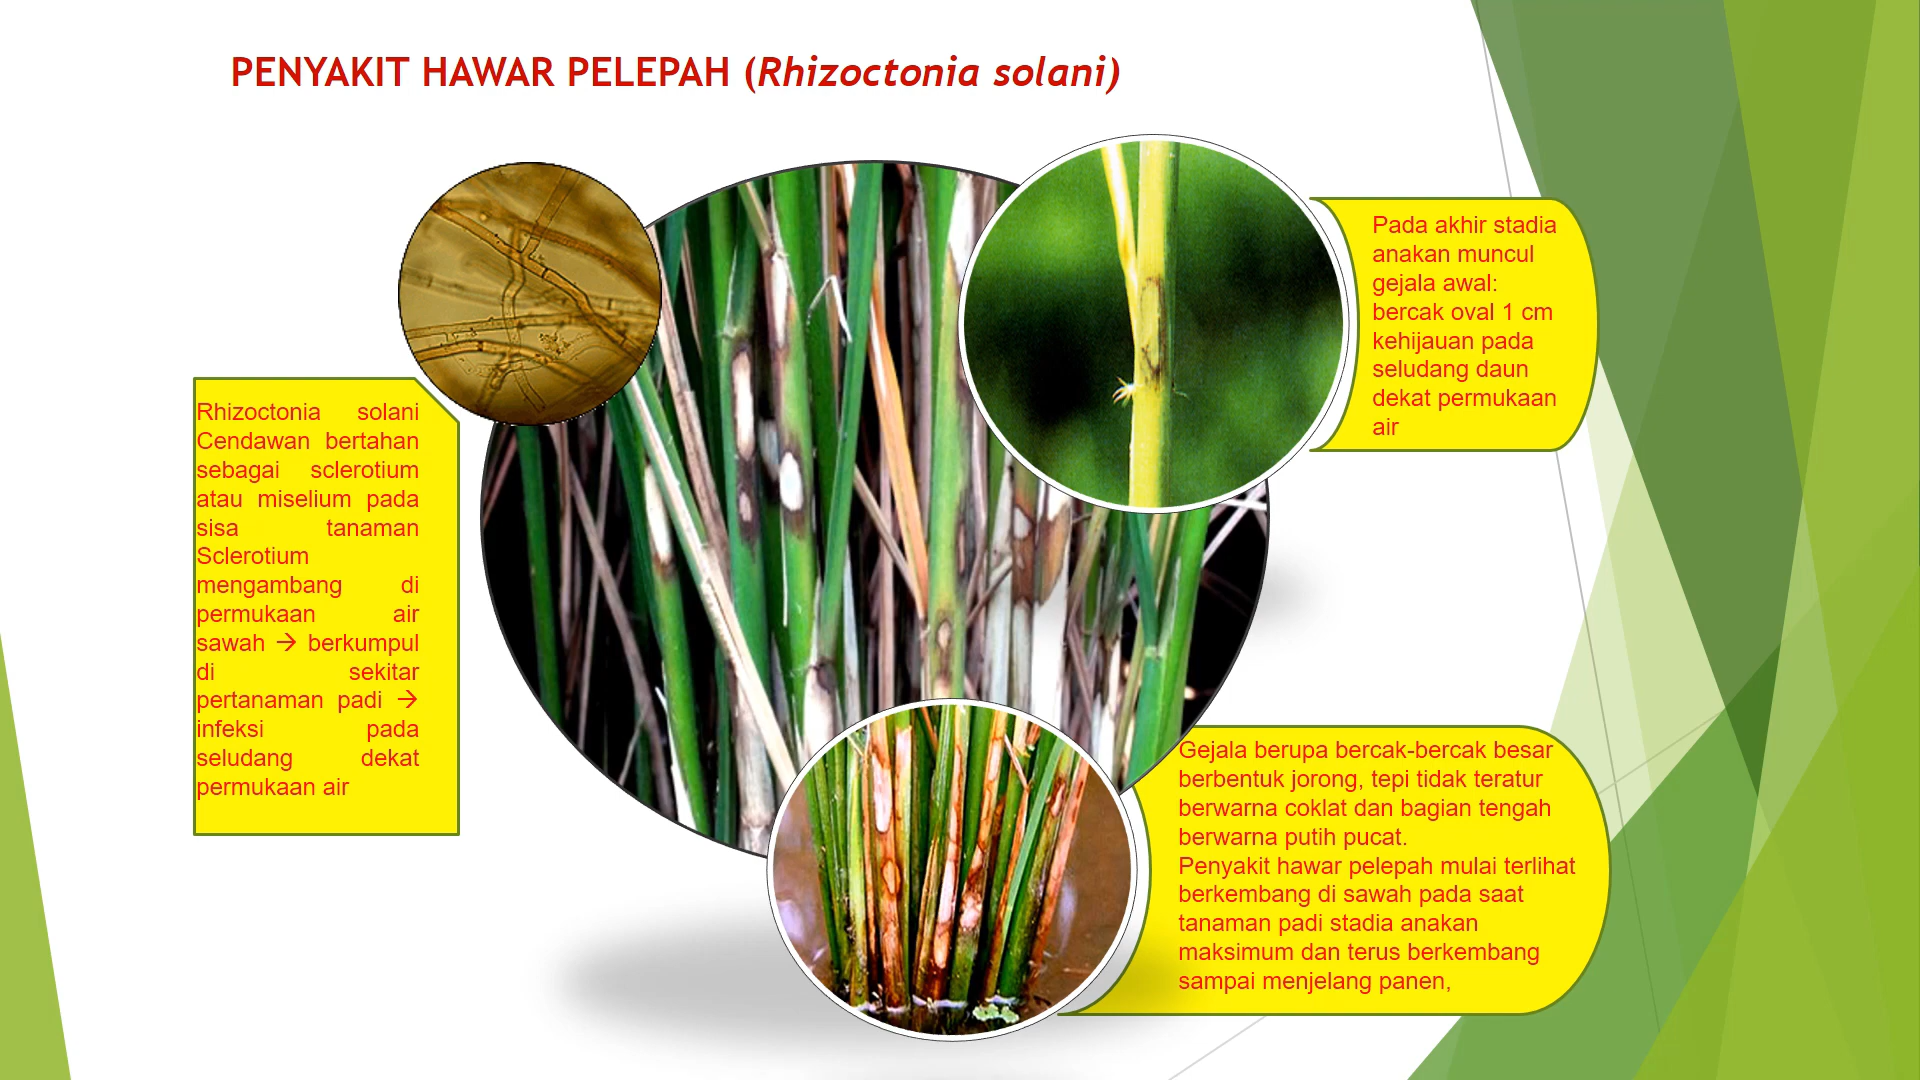 PENYAKIT HAWAR PELEPAH (Rhizoctonia solani)
Rhizoctonia solani
Cendawan bertahan
sebagai sclerotium
atau miselium pada
sisa tanaman
Sclerotium
mengambang di
permukaan air
sawah → berkumpul
di sekitar
pertanaman padi →
infeksi pada
seludang dekat
permukaan air
Pada akhir stadia
anakan muncul
gejala awal:
bercak oval 1 cm
kehijauan pada
seludang daun
dekat permukaan
air
Gejala berupa bercak-bercak besar
berbentuk jorong, tepi tidak teratur
berwarna coklat dan bagian tengah
berwarna putih pucat.
Penyakit hawar pelepah mulai terlihat
berkembang di sawah pada saat
tanaman padi stadia anakan
maksimum dan terus berkembang
sampai menjelang panen,